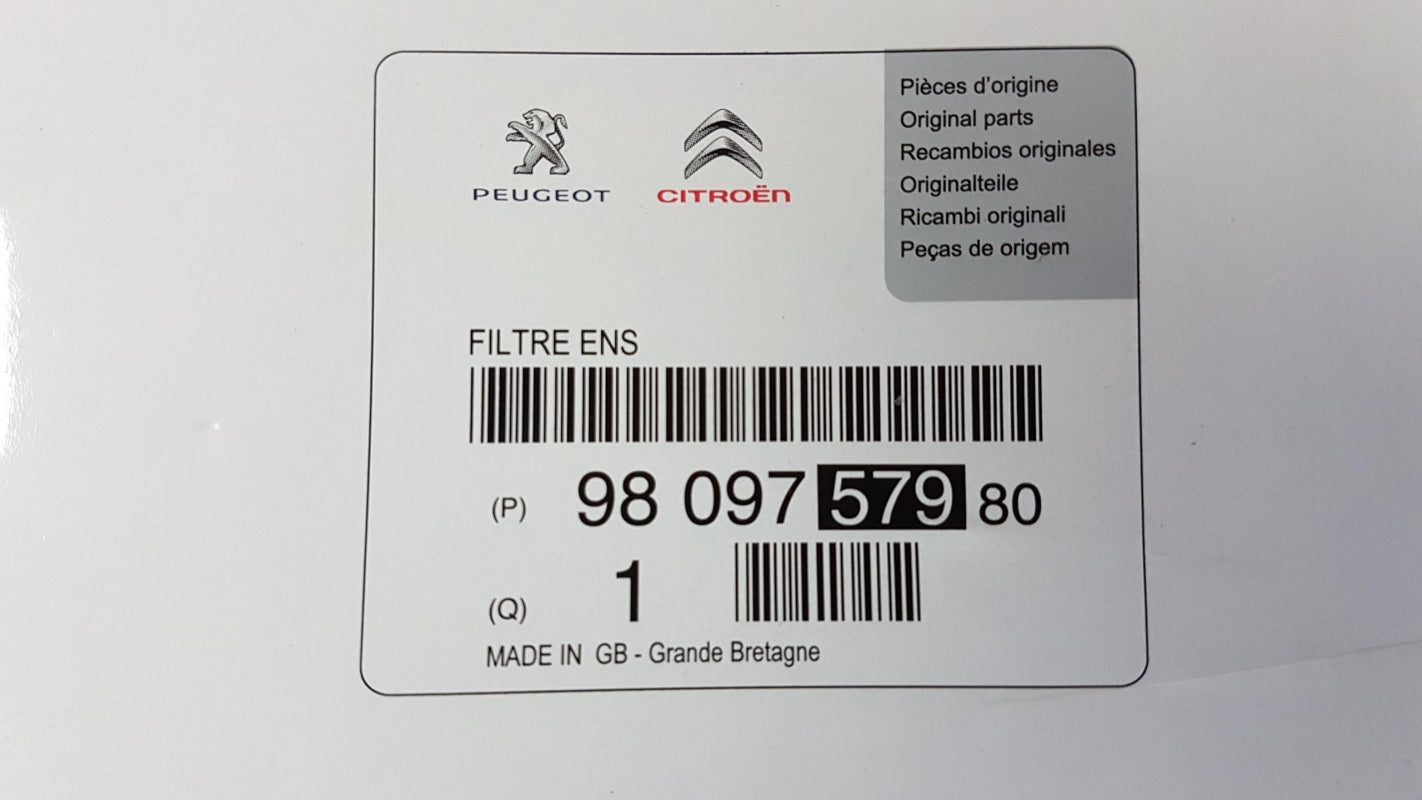 PEUGEOT CITROËN
Pièces d'origine
Original parts
Recambios originales
Originalteile
Ricambi originali
Peças de origem
FILTRE ENS
(P) 98 097 579 80
(Q) 1
MADE IN GB - Grande Bretagne